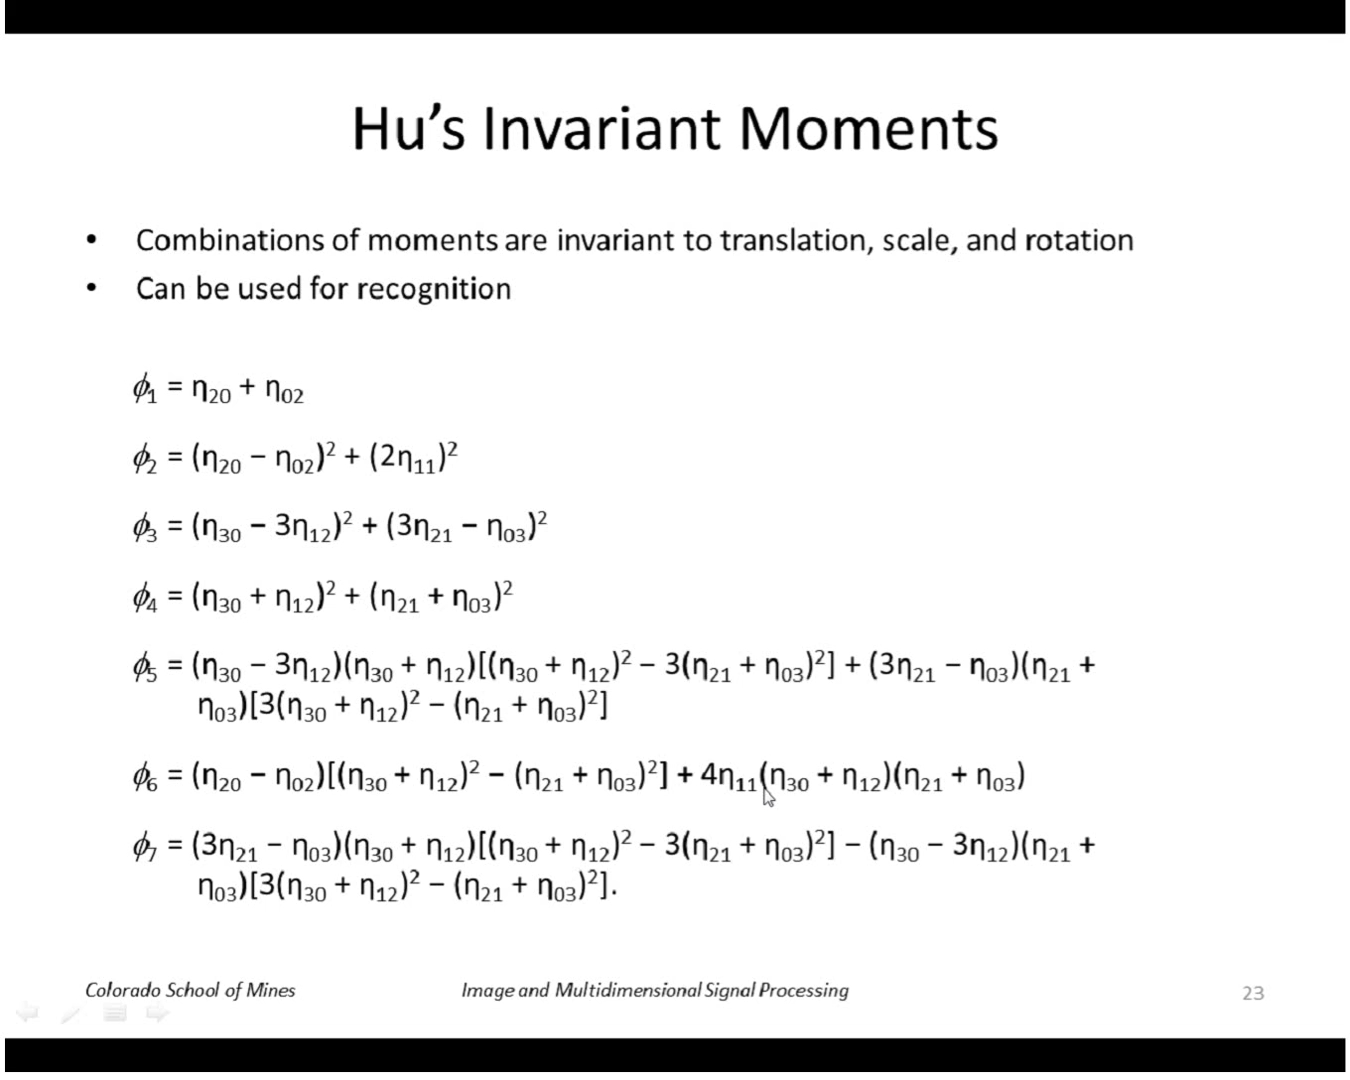 Hu’s Invariant Moments
• Combinations of moments are invariant to translation, scale, and rotation
• Can be used for recognition
ϕ₁ = η₂₀ + η₀₂
ϕ₂ = (η₂₀ − η₀₂)² + (2η₁₁)²
ϕ₃ = (η₃₀ − 3η₁₂)² + (3η₂₁ − η₀₃)²
ϕ₄ = (η₃₀ + η₁₂)² + (η₂₁ + η₀₃)²
ϕ₅ = (η₃₀ − 3η₁₂)(η₃₀ + η₁₂)[(η₃₀ + η₁₂)² − 3(η₂₁ + η₀₃)²] + (3η₂₁ − η₀₃)(η₂₁ +
η₀₃)[3(η₃₀ + η₁₂)² − (η₂₁ + η₀₃)²]
ϕ₆ = (η₂₀ − η₀₂)[(η₃₀ + η₁₂)² − (η₂₁ + η₀₃)²] + 4η₁₁(η₃₀ + η₁₂)(η₂₁ + η₀₃)
ϕ₇ = (3η₂₁ − η₀₃)(η₃₀ + η₁₂)[(η₃₀ + η₁₂)² − 3(η₂₁ + η₀₃)²] − (η₃₀ − 3η₁₂)(η₂₁ +
η₀₃)[3(η₃₀ + η₁₂)² − (η₂₁ + η₀₃)²].
Colorado School of Mines
Image and Multidimensional Signal Processing
23